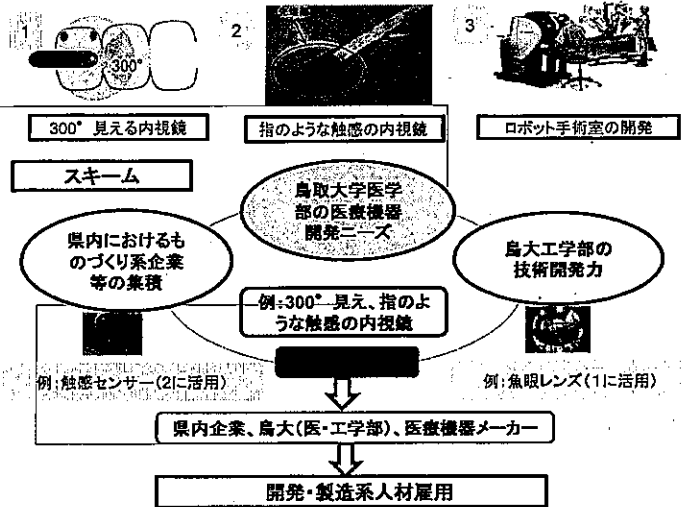 1
2
3
300°
300° 見える内視鏡
指のような触感の内視鏡
ロボット手術室の開発
スキーム
鳥取大学医学
部の医療機器
開発ニーズ
県内におけるも
のづくり系企業
等の集積
鳥大工学部の
技術開発力
例:300° 見え、指のよ
うな触感の内視鏡
例:触感センサー(2に活用)
例:魚眼レンズ(1に活用)
県内企業、鳥大(医・工学部)、医療機器メーカー
開発・製造系人材雇用